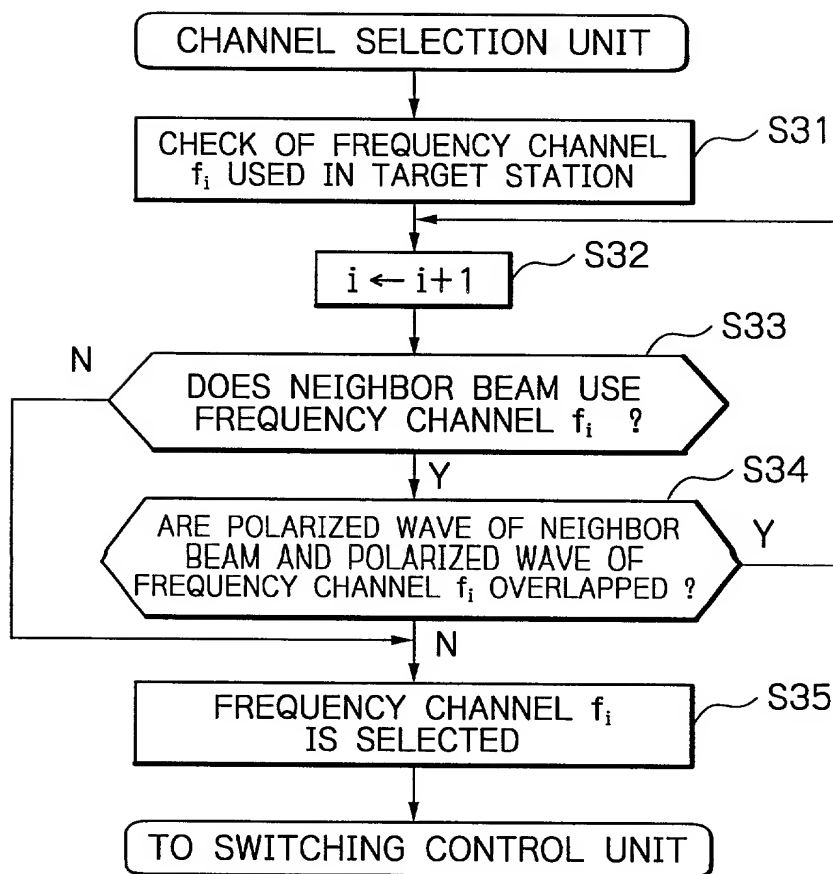 CHANNEL SELECTION UNIT
CHECK OF FREQUENCY CHANNEL
fi USED IN TARGET STATION
S31
i ← i+1
S32
DOES NEIGHBOR BEAM USE
FREQUENCY CHANNEL fi ?
S33
N
Y
ARE POLARIZED WAVE OF NEIGHBOR
BEAM AND POLARIZED WAVE OF
FREQUENCY CHANNEL fi OVERLAPPED ?
S34
Y
N
FREQUENCY CHANNEL fi
IS SELECTED
S35
TO SWITCHING CONTROL UNIT